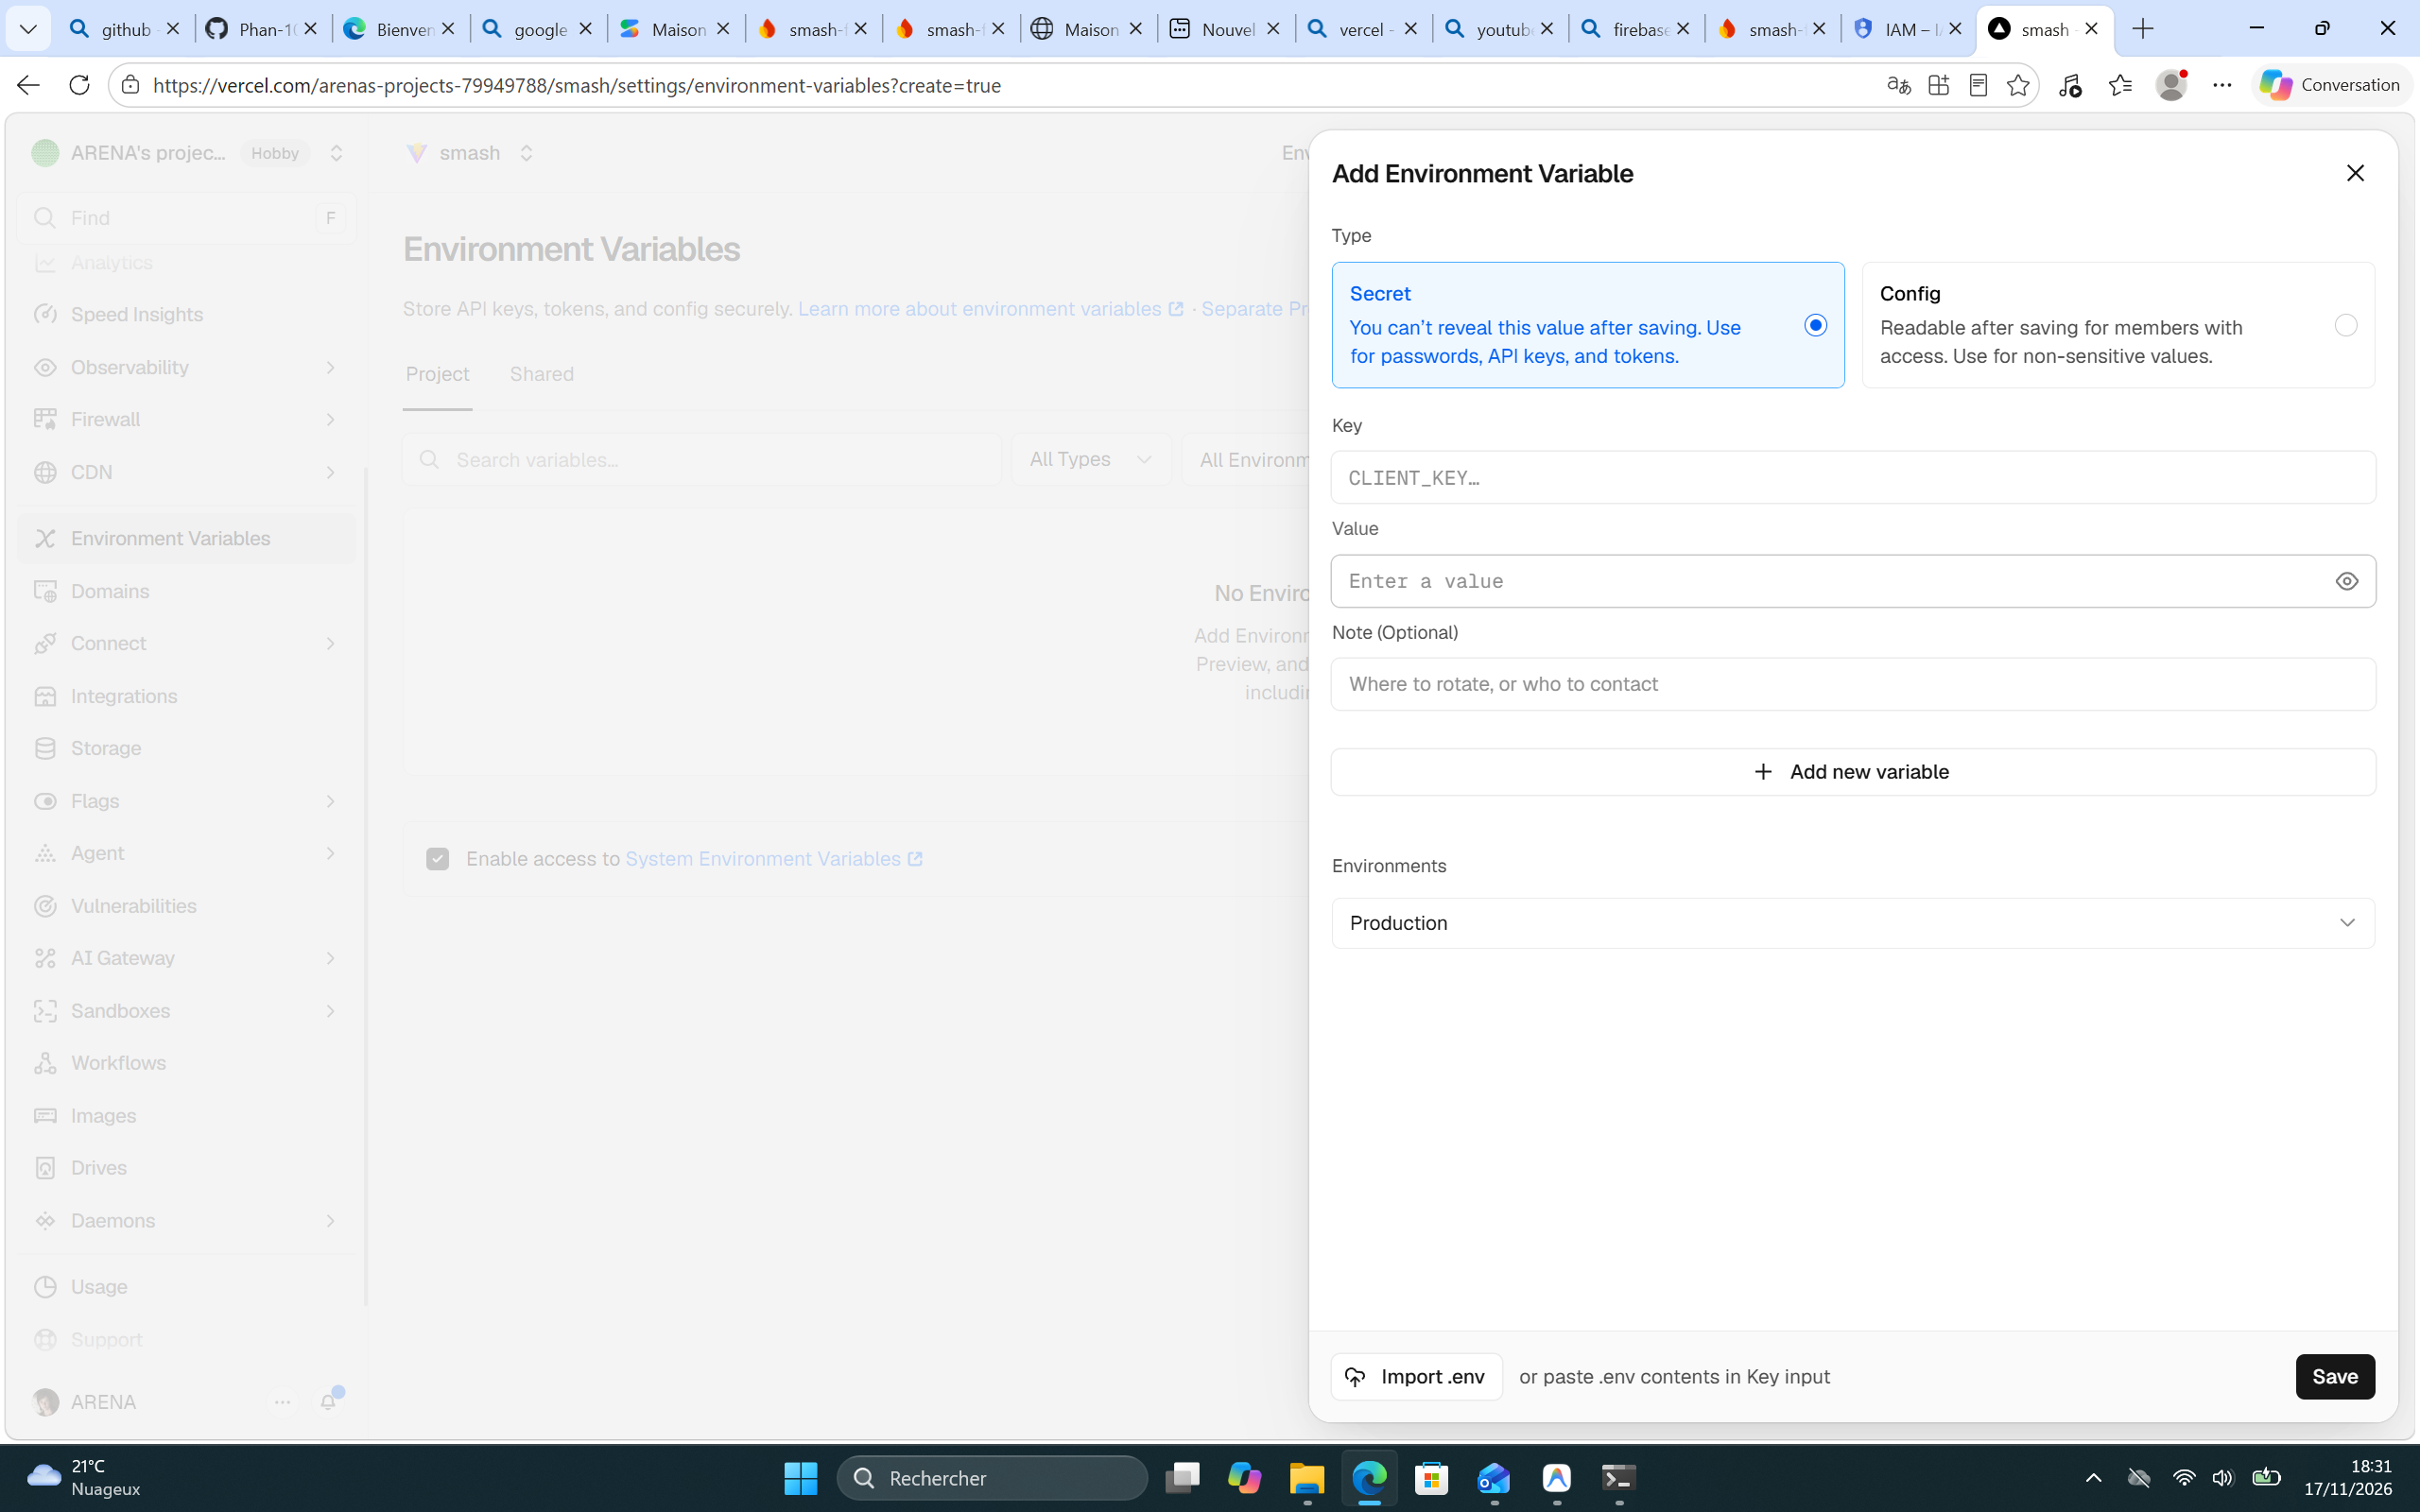 github -
Phan-10
Bienven
google
Maison
smash-f
smash-f
Maison
Nouvel
vercel -
youtub
firebase
smash-f
IAM – IA
smash -
https://vercel.com/arenas-projects-79949788/smash/settings/environment-variables?create=true
Conversation
ARENA's projec... Hobby
smash
Env
Find F
Analytics
Speed Insights
Observability
Firewall
CDN
Environment Variables
Domains
Connect
Integrations
Storage
Flags
Agent
Vulnerabilities
AI Gateway
Sandboxes
Workflows
Images
Drives
Daemons
Usage
Support
ARENA
Environment Variables
Store API keys, tokens, and config securely. Learn more about environment variables · Separate Pr
Project Shared
Search variables...
All Types
All Environm
No Enviro
Add Environm
Preview, and
includin
Enable access to System Environment Variables
Add Environment Variable
Type
Secret
You can't reveal this value after saving. Use
for passwords, API keys, and tokens.
Config
Readable after saving for members with
access. Use for non-sensitive values.
Key
CLIENT_KEY…
Value
Enter a value
Note (Optional)
Where to rotate, or who to contact
Add new variable
Environments
Production
Import .env or paste .env contents in Key input
Save
21°C
Nuageux
Rechercher
18:31
17/11/2026